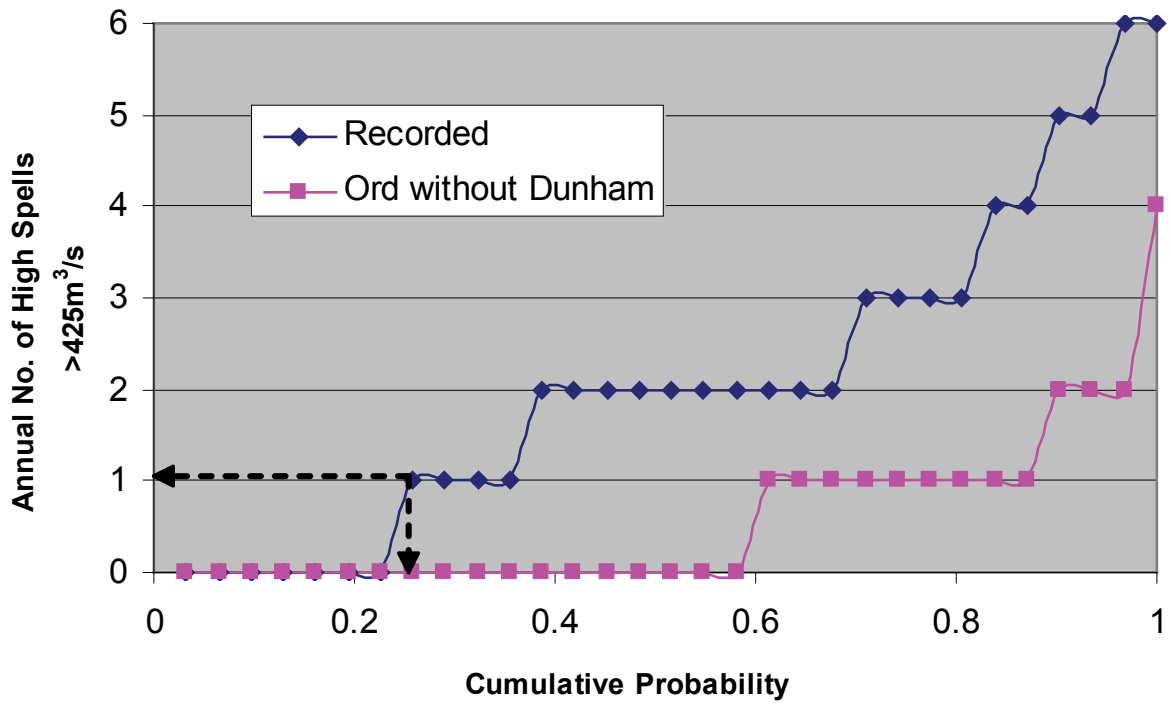 6
5
4
3
2
1
0
Annual No. of High Spells
>425m³/s
Recorded
Ord without Dunham
0 0.2 0.4 0.6 0.8 1
Cumulative Probability